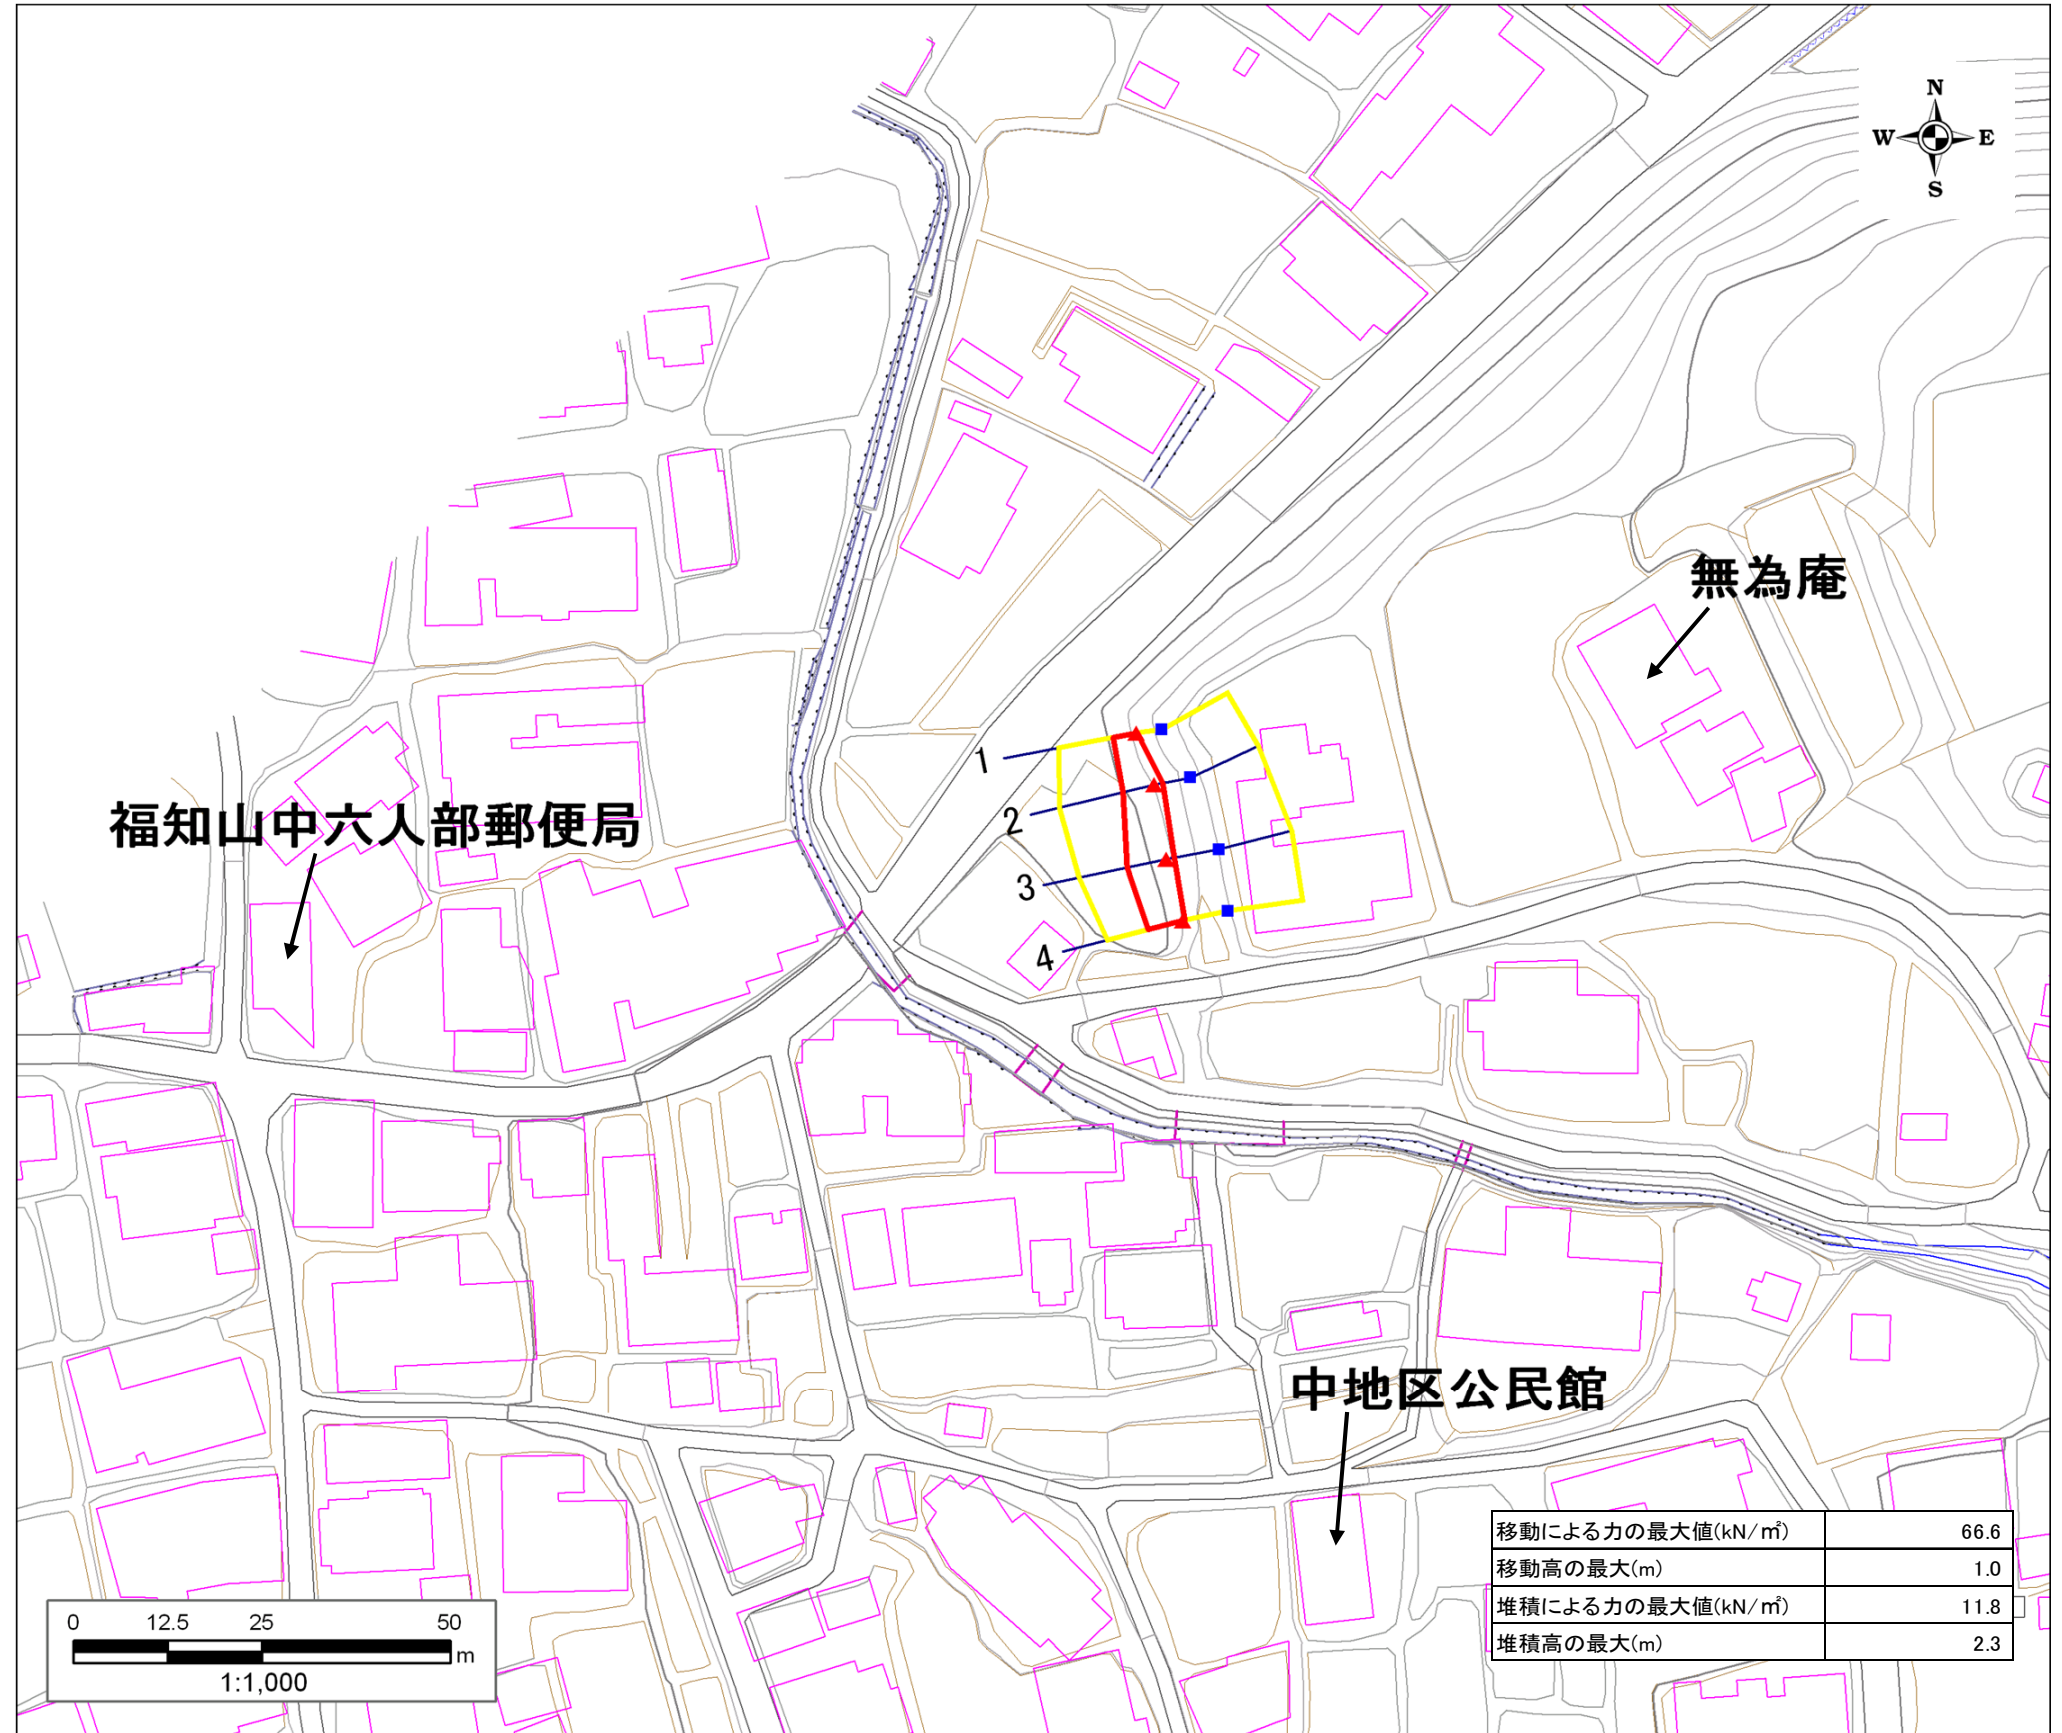 N
W E
S
無為庵
1
2
福知山中六人部郵便局
3
4
中地区公民館
移動による力の最大値(kN/㎡) 66.6
移動高の最大(m) 1.0
堆積による力の最大値(kN/㎡) 11.8
堆積高の最大(m) 2.3
0 12.5 25 50
m
1:1,000